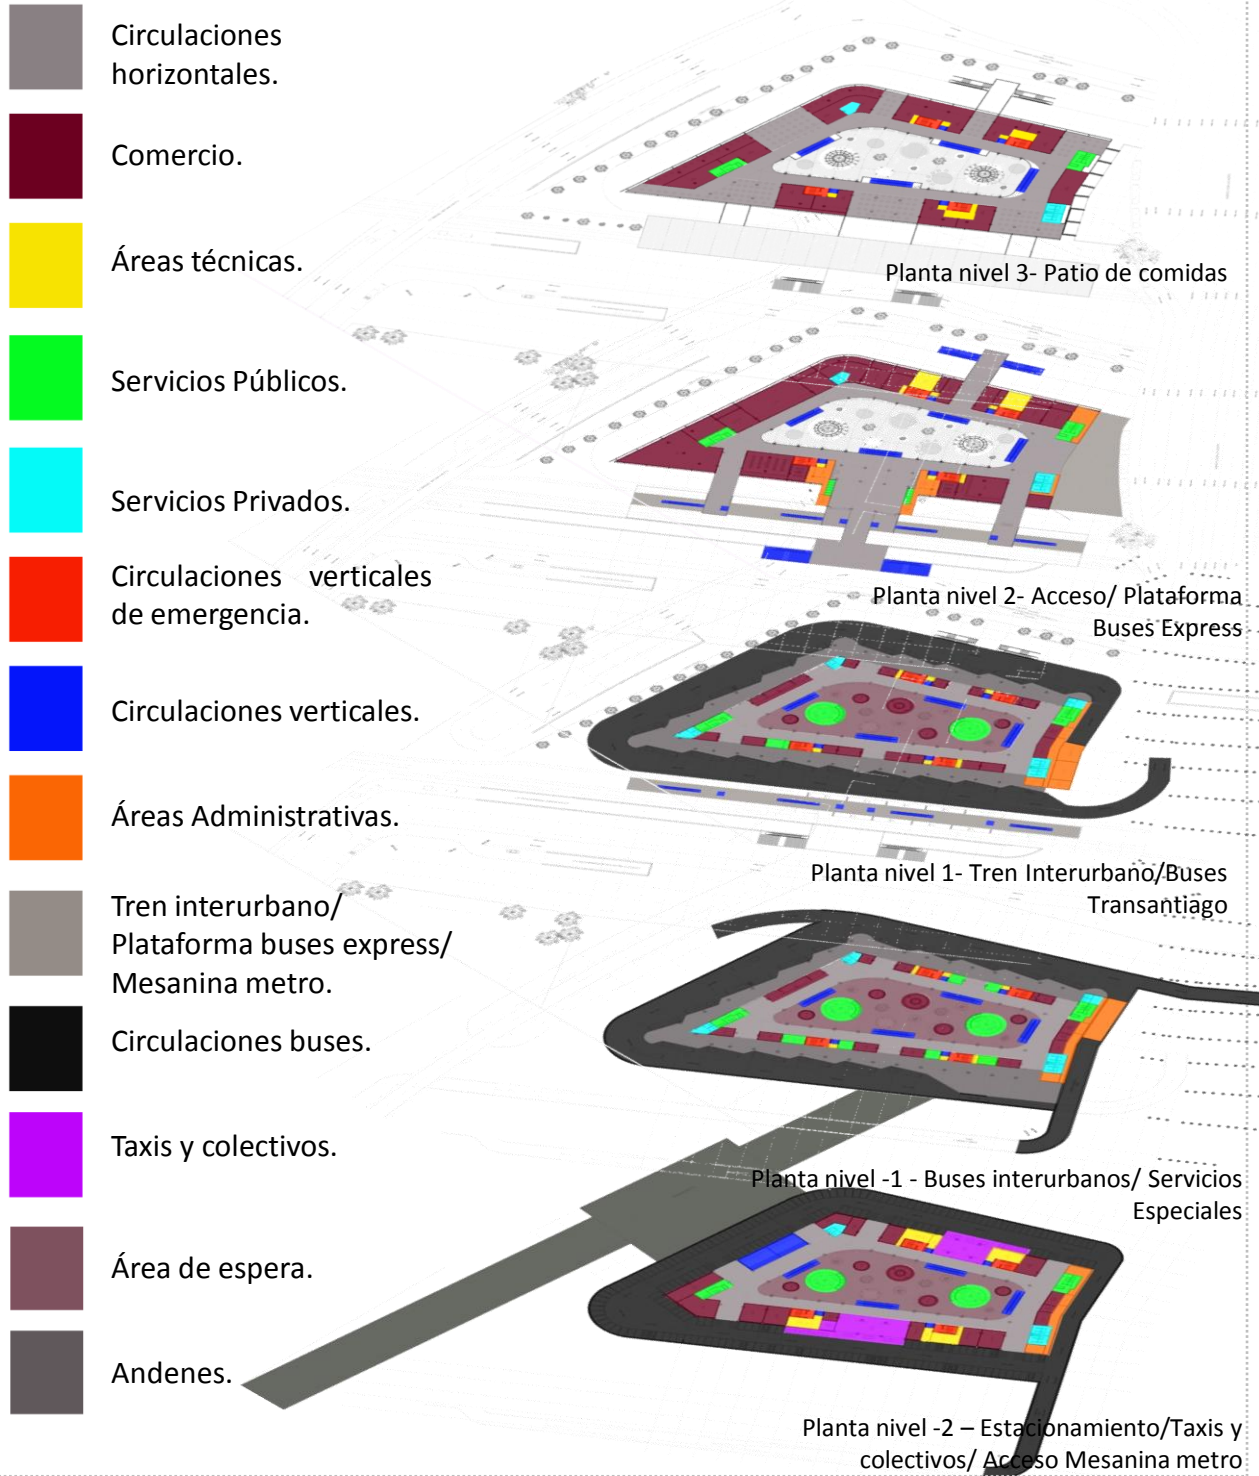 Circulaciones
horizontales.
Comercio.
Áreas técnicas.
Servicios Públicos.
Servicios Privados.
Circulaciones verticales
de emergencia.
Circulaciones verticales.
Áreas Administrativas.
Tren interurbano/
Plataforma buses express/
Mesanina metro.
Circulaciones buses.
Taxis y colectivos.
Área de espera.
Andenes.
Planta nivel 3- Patio de comidas
Planta nivel 2- Acceso/ Plataforma
Buses Express
Planta nivel 1- Tren Interurbano/Buses
Transantiago
Planta nivel -1 - Buses interurbanos/ Servicios
Especiales
Planta nivel -2 – Estacionamiento/Taxis y
colectivos/ Acceso Mesanina metro